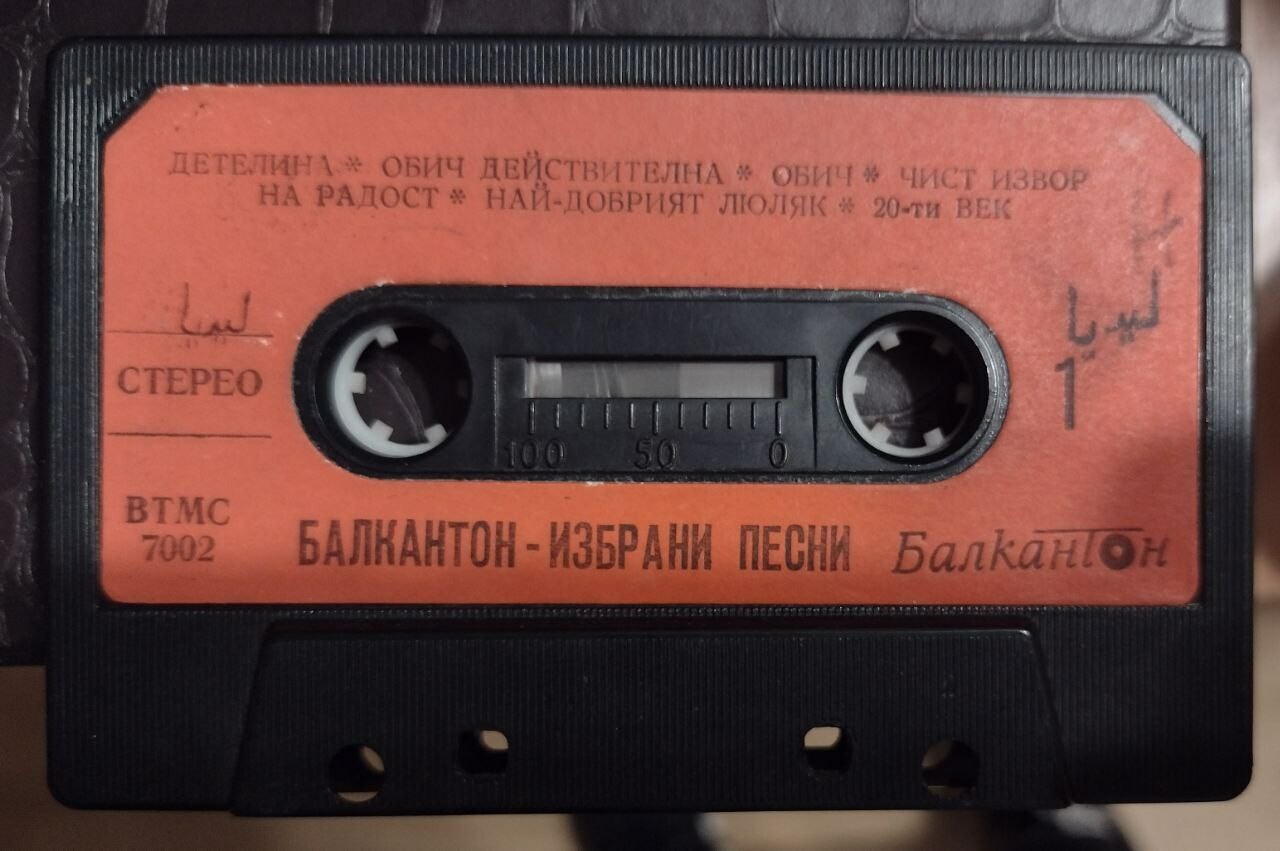 ДЕТЕЛИНА * ОБИЧ ДЕЙСТВИТЕЛНА * ОБИЧ * ЧИСТ ИЗВОР
НА РАДОСТ * НАЙ-ДОБРИЯТ ЛЮЛЯК * 20-ти ВЕК
ليبيا
ليبيا
СТЕРЕО
1
100 50 0
ВТМС
7002
БАЛКАНТОН - ИЗБРАНИ ПЕСНИ
Балкантон